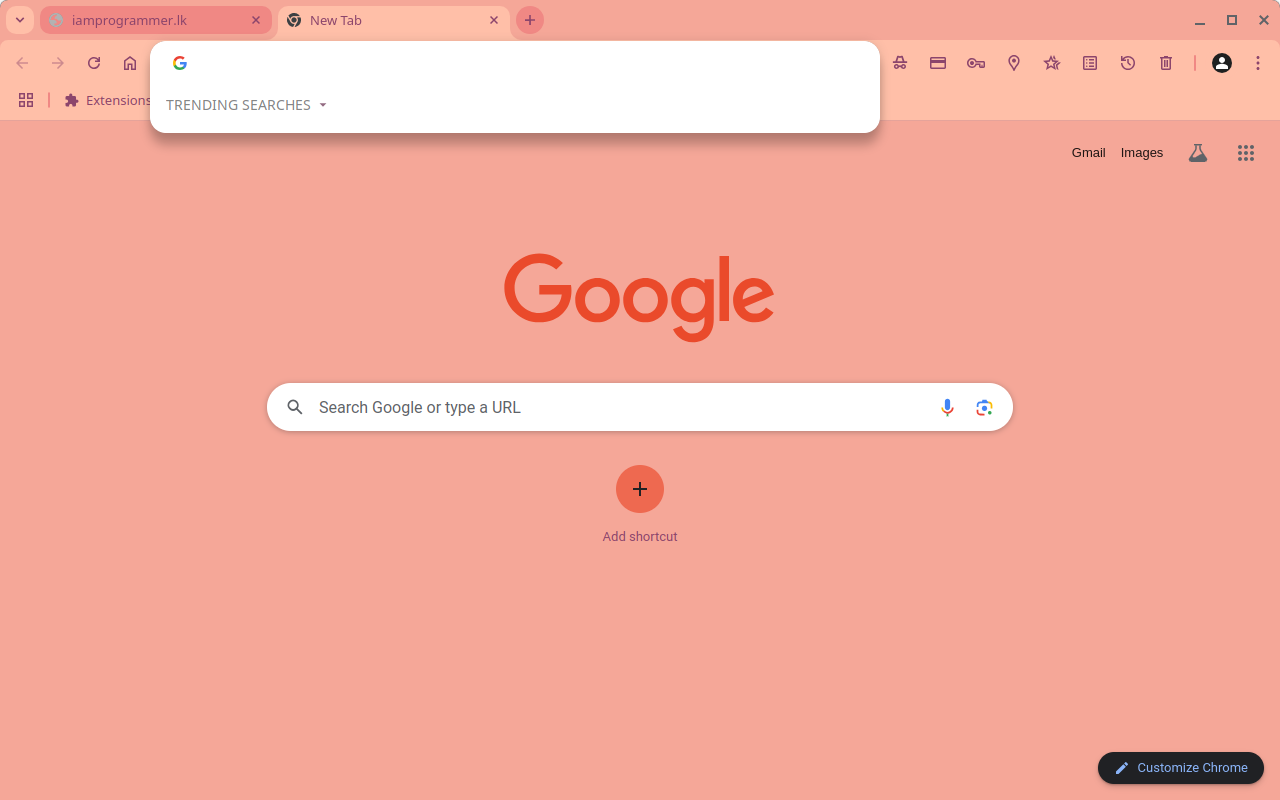 iamprogrammer.lk
New Tab
Extensions
TRENDING SEARCHES
Gmail
Images
Google
Search Google or type a URL
Add shortcut
Customize Chrome